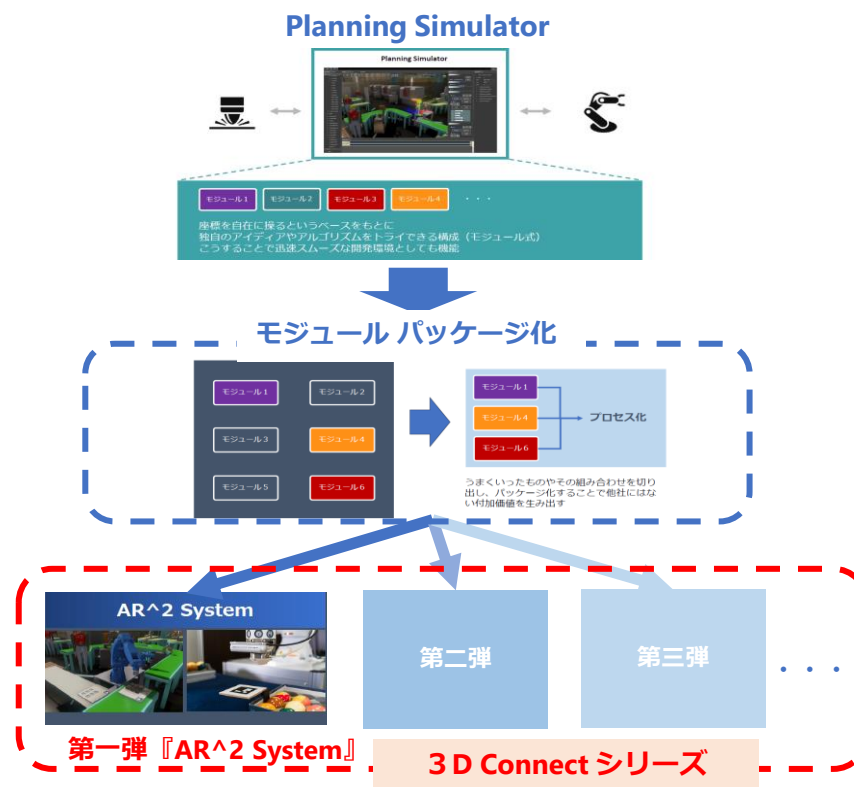 Planning Simulator
Planning Simulator
モジュール1 モジュール2 モジュール3 モジュール4 ・・・
座標を自在に操るというベースをもとに
独自のアイディアやアルゴリズムをトライできる構成（モジュール式）
こうすることで迅速スムーズな開発環境としても機能
モジュール パッケージ化
モジュール1 モジュール2
モジュール3 モジュール4
モジュール5 モジュール6
モジュール1
モジュール4 プロセス化
モジュール6
うまくいったものやその組み合わせを切り
出し、パッケージ化することで他社にはな
い付加価値を生み出す
AR^2 System
第二弾
第三弾
・・・
第一弾『AR^2 System』
３D Connect シリーズ